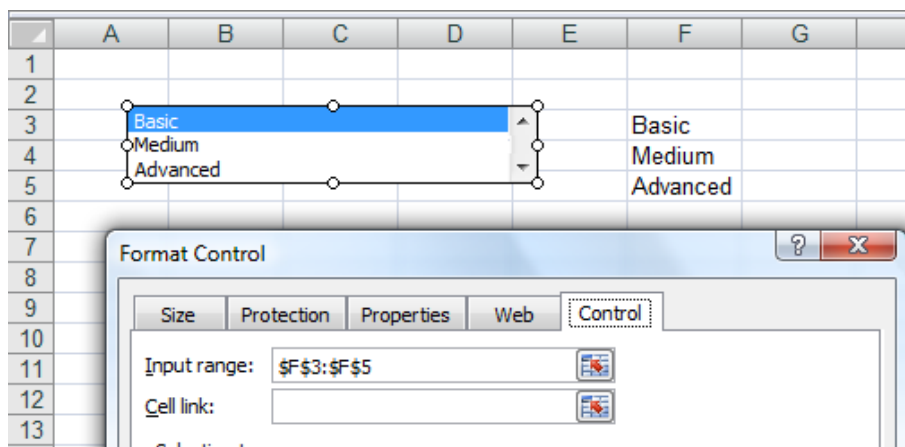 A B C D E F G
1
2
3 Basic Basic
4 Medium Medium
5 Advanced Advanced
6
7 Format Control ?
8
9 Size Protection Properties Web Control
10
11 Input range: $F$3:$F$5
12 Cell link:
13